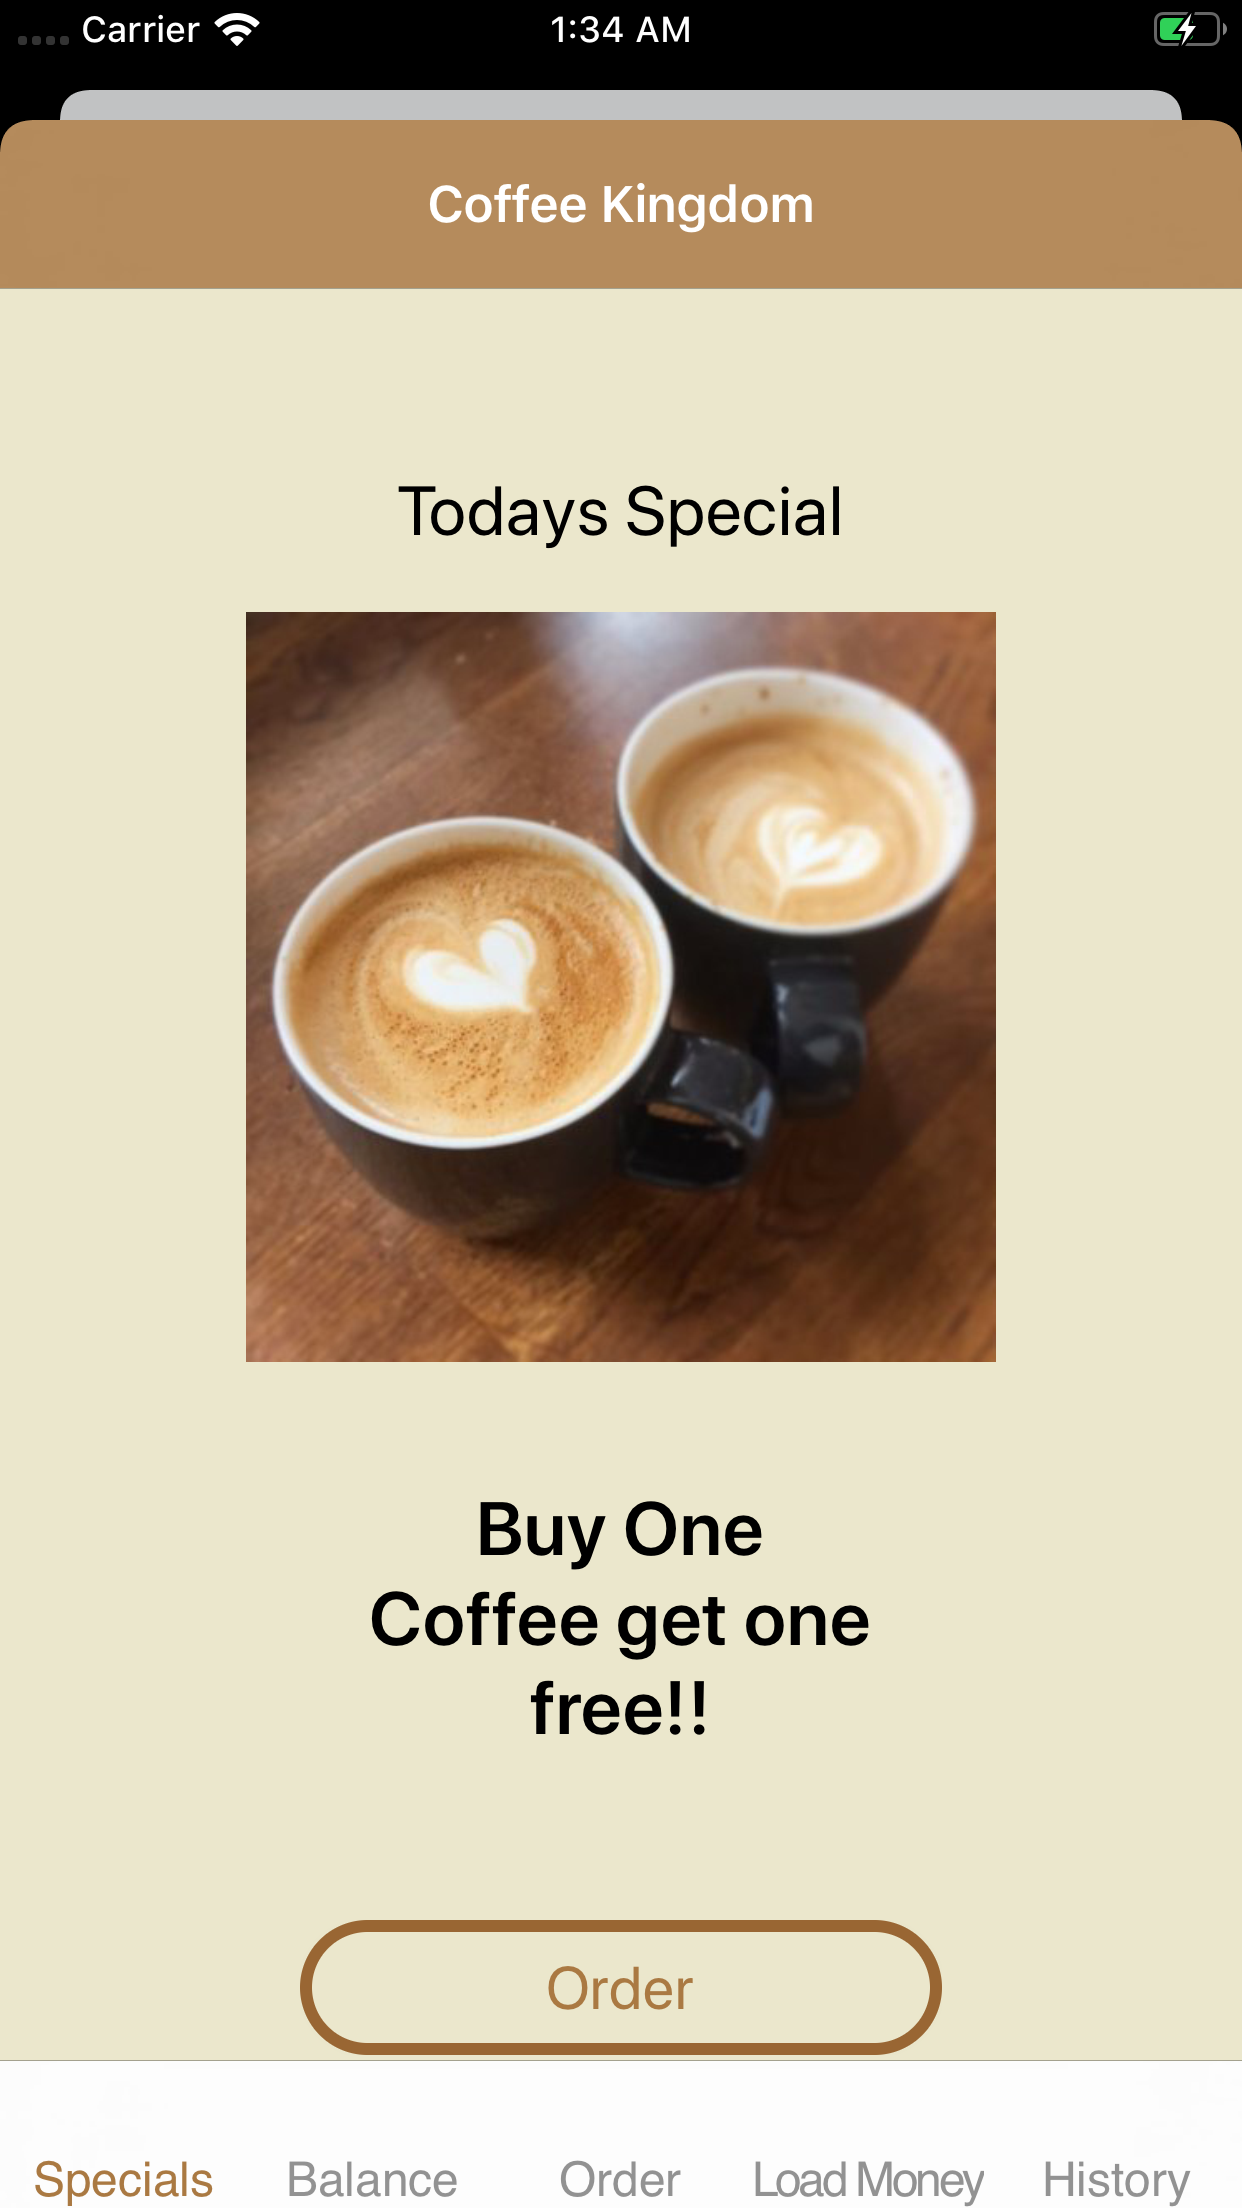 Carrier 1:34 AM
Coffee Kingdom
Todays Special
Buy One
Coffee get one
free!!
Order
Specials Balance Order Load Money History